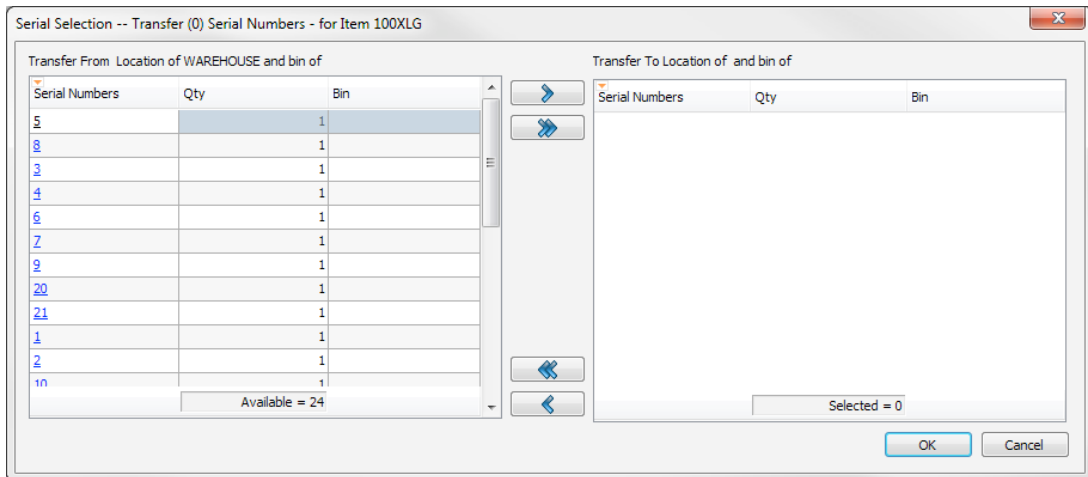 Serial Selection -- Transfer (0) Serial Numbers - for Item 100XLG
Transfer From  Location of WAREHOUSE and bin of
Serial Numbers Qty Bin
5 1
8 1
3 1
4 1
6 1
7 1
9 1
20 1
21 1
1 1
2 1
10 1
Available = 24
Transfer To Location of  and bin of
Serial Numbers Qty Bin
Selected = 0
OK Cancel